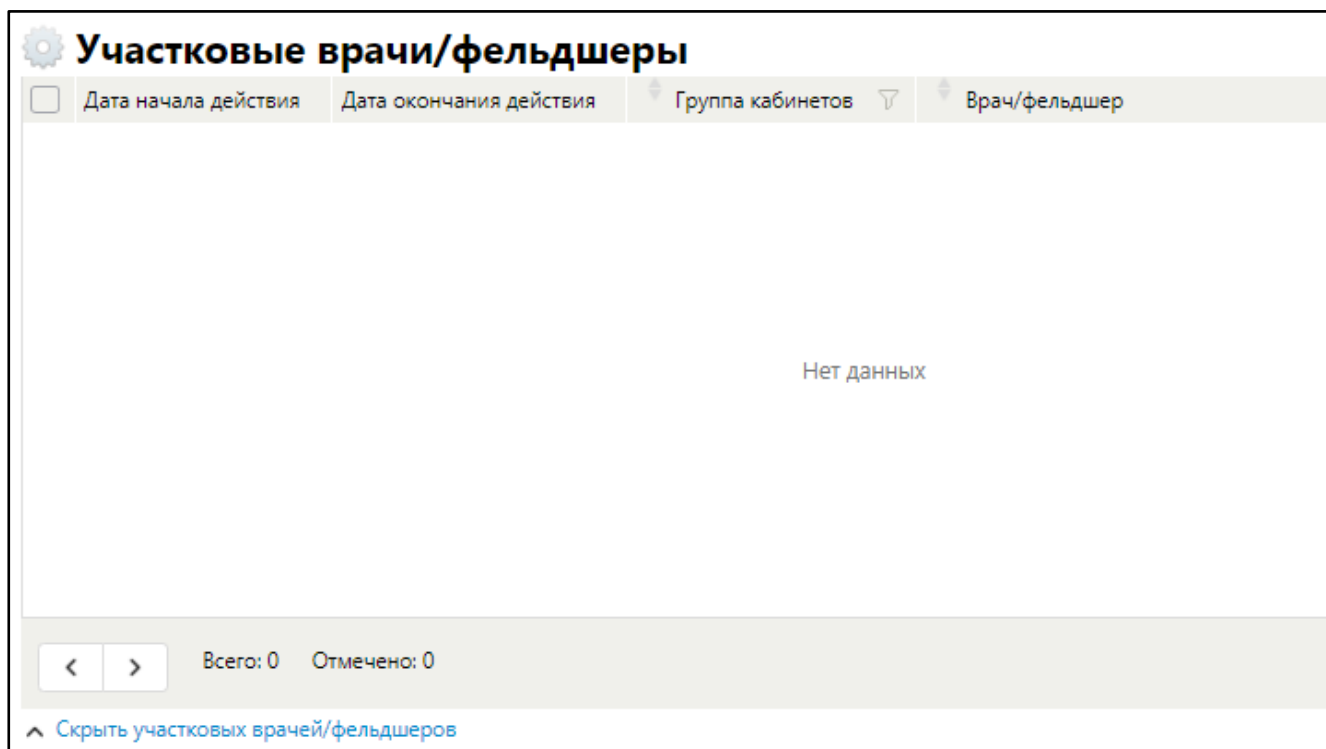 Участковые врачи/фельдшеры
Дата начала действия Дата окончания действия Группа кабинетов Врач/фельдшер
Нет данных
Всего: 0 Отмечено: 0
Скрыть участковых врачей/фельдшеров